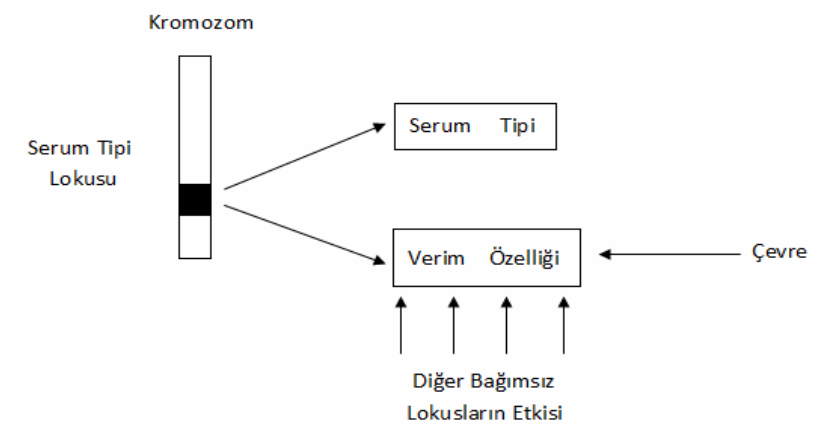 Kromozom
Serum Tipi
Lokusu
Serum Tipi
Verim Özelliği
Çevre
Diğer Bağımsız
Lokusların Etkisi